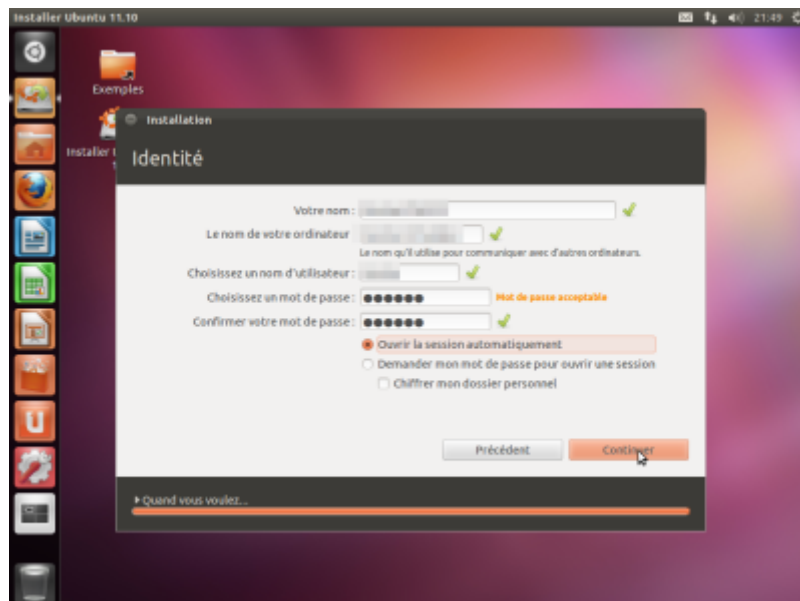 Installer Ubuntu 11.10
21:49
Exemples
Installer
Installation
Identité
Votre nom :
Le nom de votre ordinateur
Le nom qu'il utilise pour communiquer avec d'autres ordinateurs.
Choisissez un nom d'utilisateur :
Choisissez un mot de passe : Mot de passe acceptable
Confirmer votre mot de passe :
Ouvrir la session automatiquement
Demander mon mot de passe pour ouvrir une session
Chiffrer mon dossier personnel
Précédent Continuer
Quand vous voulez...